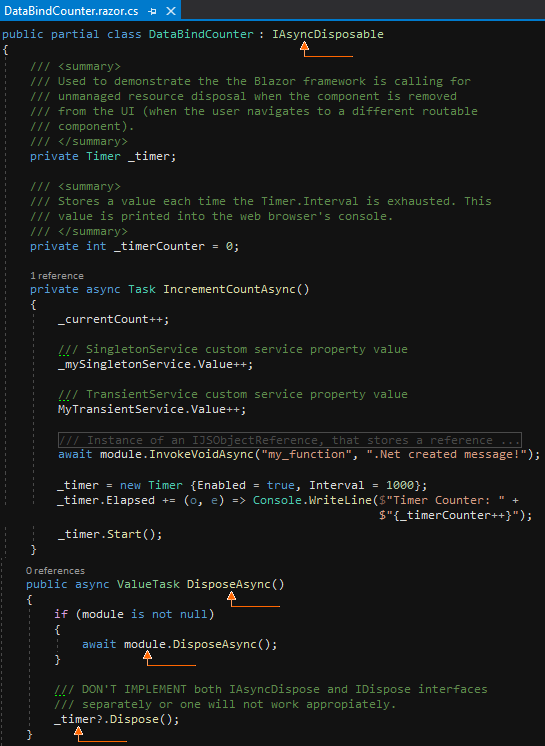 DataBindCounter.razor.cs
public partial class DataBindCounter : IAsyncDisposable
{
/// <summary>
/// Used to demonstrate the the Blazor framework is calling for
/// unmanaged resource disposal when the component is removed
/// from the UI (when the user navigates to a different routable
/// component).
/// </summary>
private Timer _timer;
/// <summary>
/// Stores a value each time the Timer.Interval is exhausted. This
/// value is printed into the web browser's console.
/// </summary>
private int _timerCounter = 0;
1 reference
private async Task IncrementCountAsync()
{
_currentCount++;
/// SingletonService custom service property value
_mySingletonService.Value++;
/// TransientService custom service property value
MyTransientService.Value++;
/// Instance of an IJSObjectReference, that stores a reference ...
await module.InvokeVoidAsync("my_function", ".Net created message!");
_timer = new Timer {Enabled = true, Interval = 1000};
_timer.Elapsed += (o, e) => Console.WriteLine($"Timer Counter: " +
$"{_timerCounter++}");
_timer.Start();
}
0 references
public async ValueTask DisposeAsync()
{
if (module is not null)
{
await module.DisposeAsync();
}
/// DON'T IMPLEMENT both IAsyncDispose and IDispose interfaces
/// separately or one will not work appropiately.
_timer?.Dispose();
}